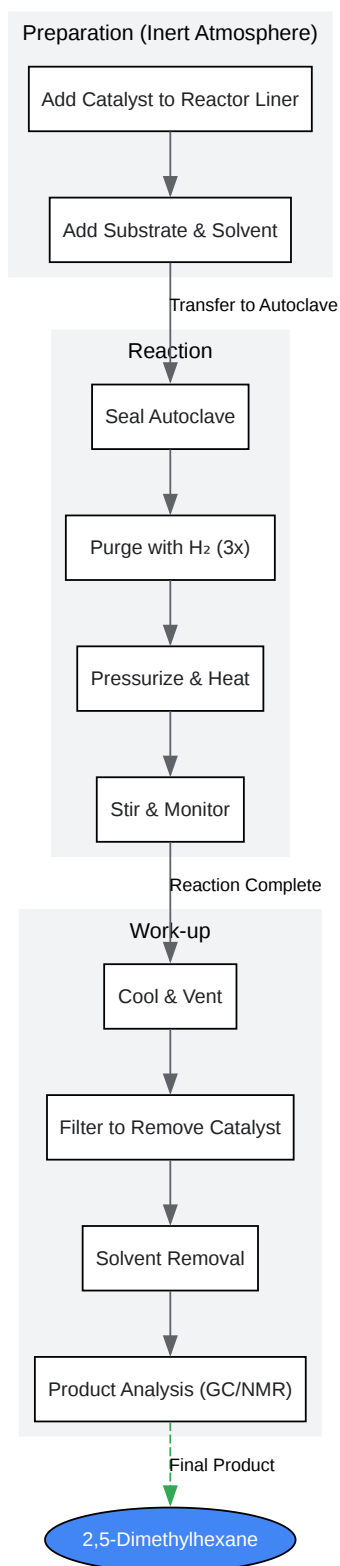 Preparation (Inert Atmosphere)
Add Catalyst to Reactor Liner
Add Substrate & Solvent
Transfer to Autoclave
Reaction
Seal Autoclave
Purge with H₂ (3x)
Pressurize & Heat
Stir & Monitor
Reaction Complete
Work-up
Cool & Vent
Filter to Remove Catalyst
Solvent Removal
Product Analysis (GC/NMR)
Final Product
2,5-Dimethylhexane